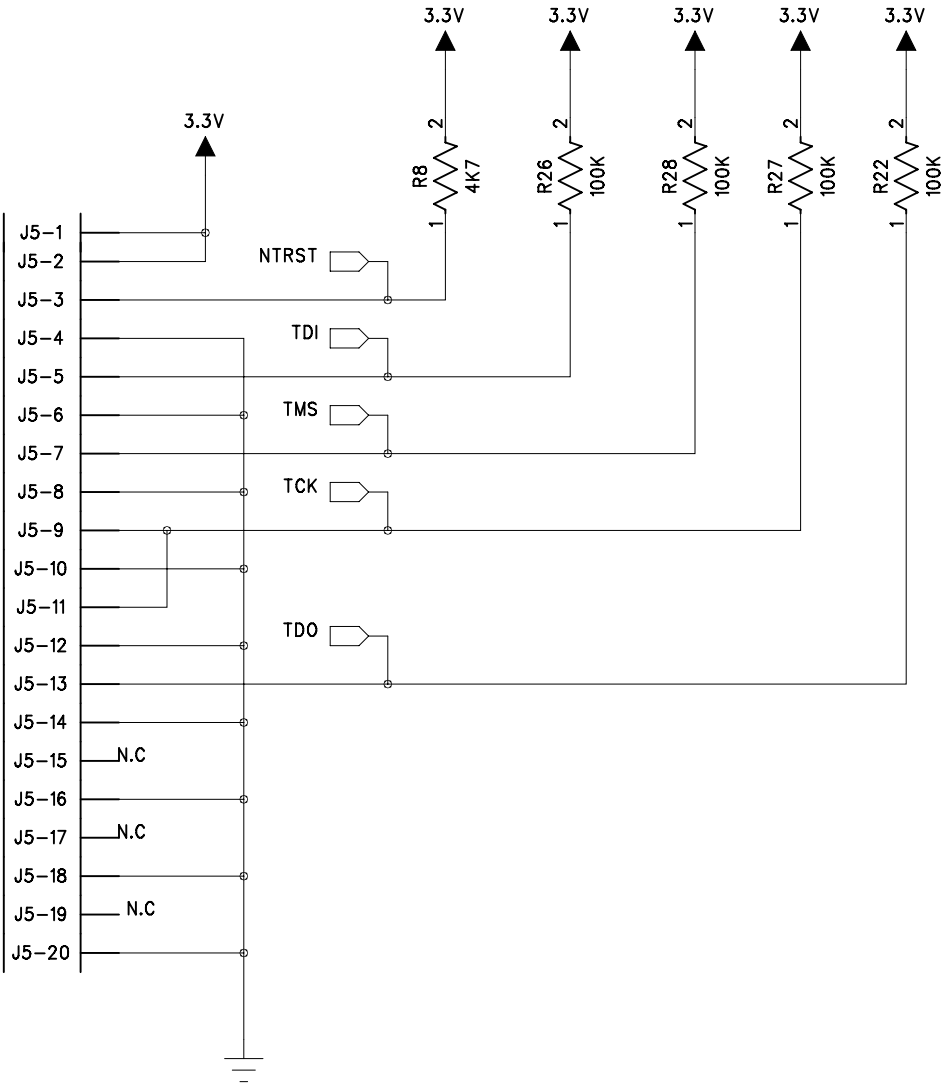 3.3V 3.3V 3.3V 3.3V 3.3V
3.3V
2 2 2 2 2
R8 4K7 R26 100K R28 100K R27 100K R22 100K
1 1 1 1 1
J5-1
J5-2
NTRST
J5-3
TDI
J5-4
J5-5
TMS
J5-6
J5-7
TCK
J5-8
J5-9
J5-10
J5-11
TDO
J5-12
J5-13
J5-14
J5-15 N.C
J5-16
J5-17 N.C
J5-18
J5-19 N.C
J5-20